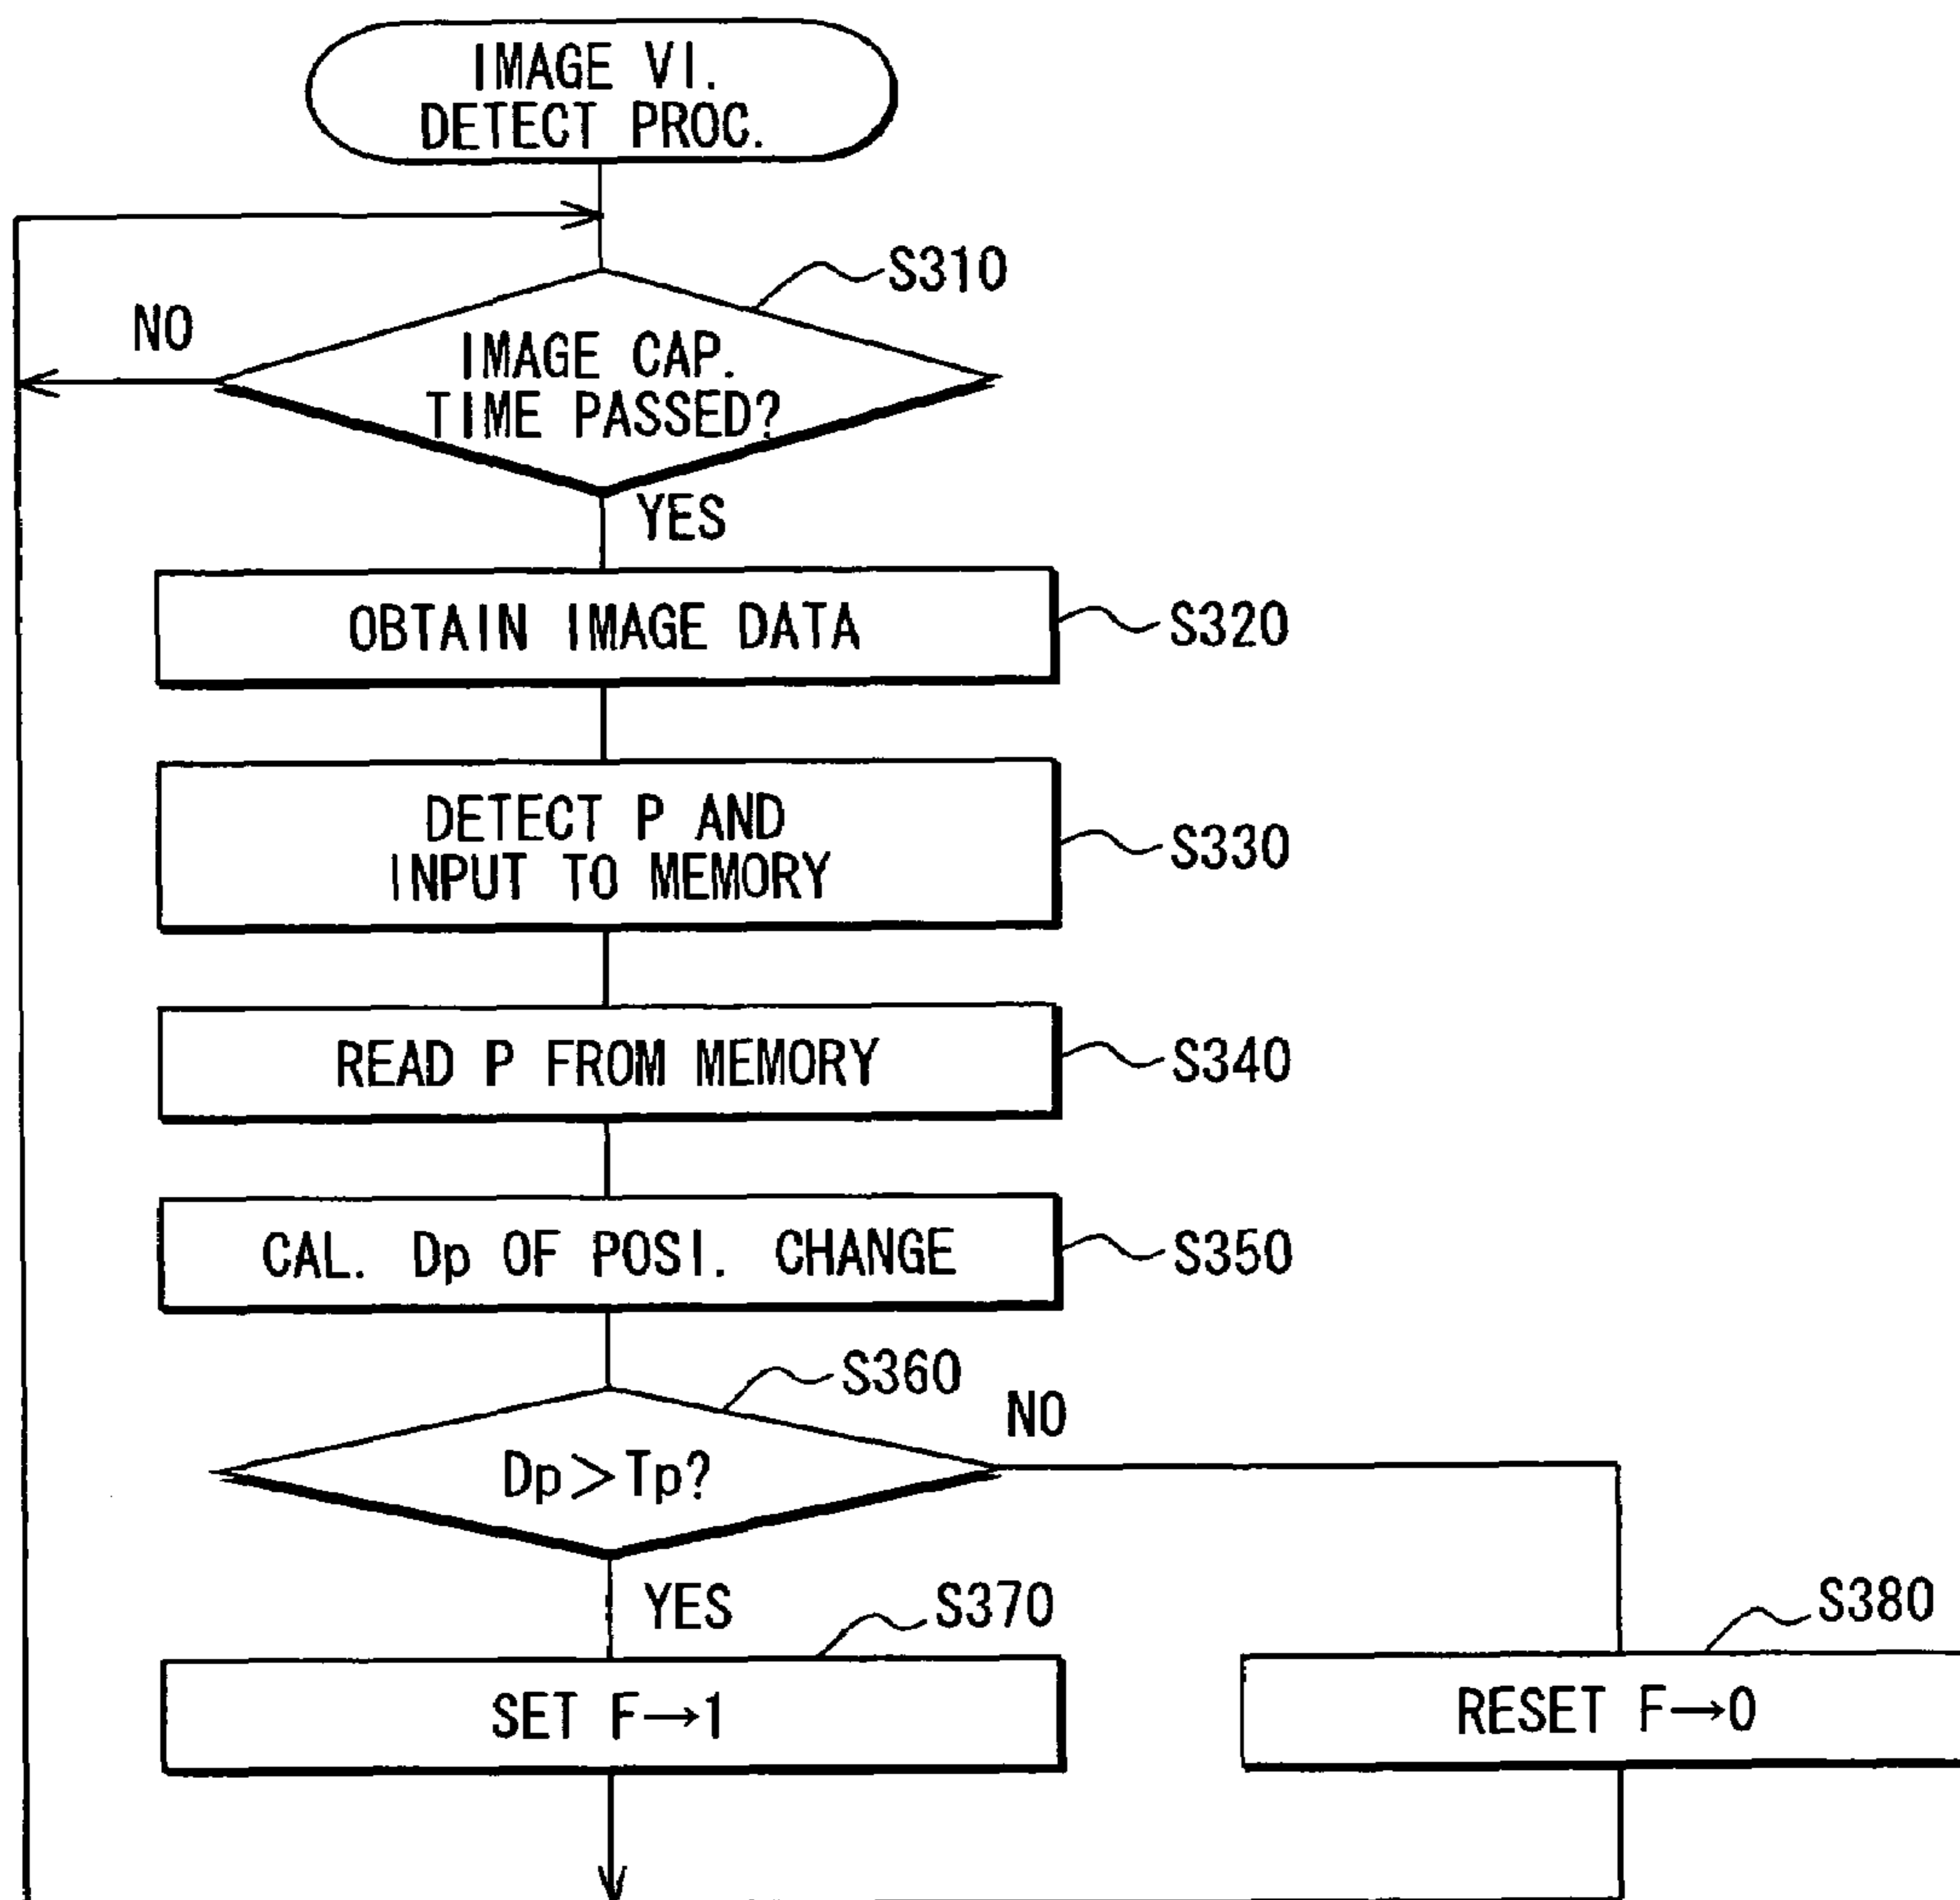 IMAGE VI.
DETECT PROC.
S310
NO
IMAGE CAP.
TIME PASSED?
YES
OBTAIN IMAGE DATA
S320
DETECT P AND
INPUT TO MEMORY
S330
READ P FROM MEMORY
S340
CAL. Dp OF POSI. CHANGE
S350
S360
NO
Dp>Tp?
YES
S370
S380
SET F→1
RESET F→0